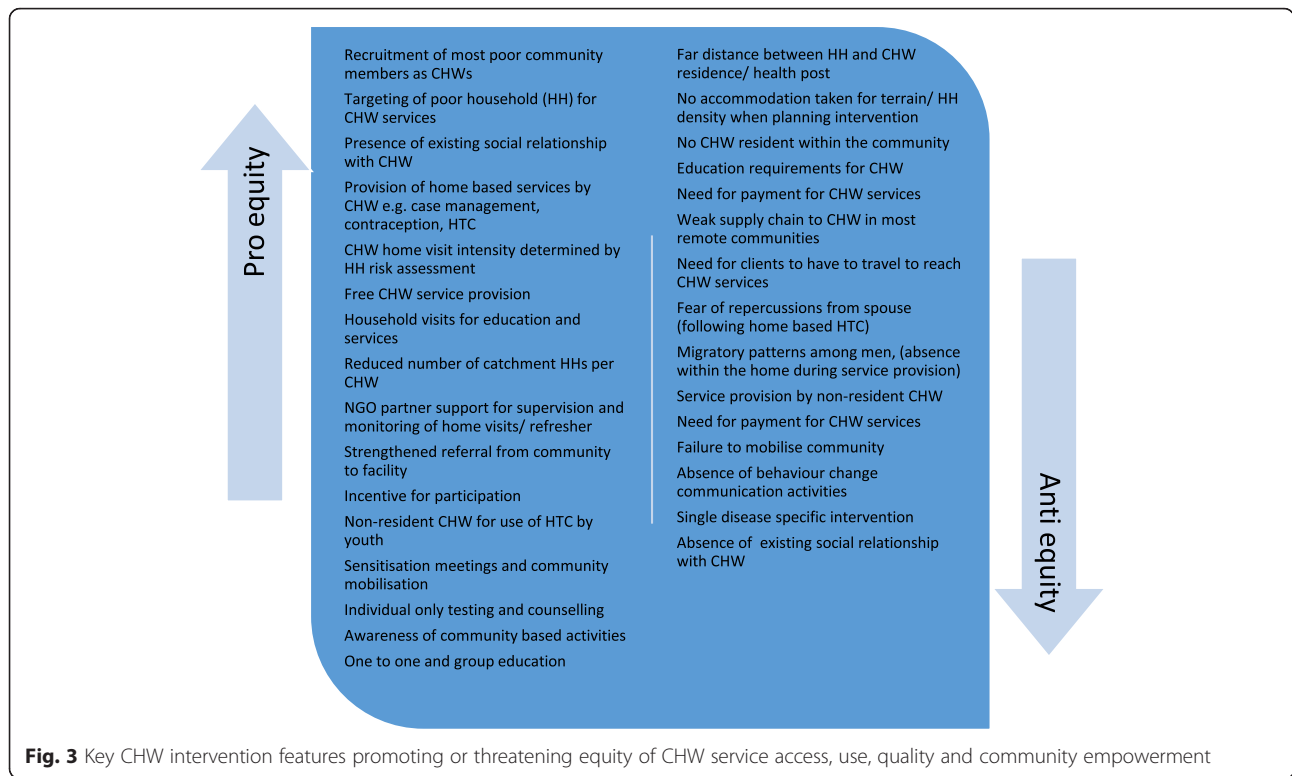 Pro equity
Recruitment of most poor community
members as CHWs
Targeting of poor household (HH) for
CHW services
Presence of existing social relationship
with CHW
Provision of home based services by
CHW e.g. case management,
contraception, HTC
CHW home visit intensity determined by
HH risk assessment
Free CHW service provision
Household visits for education and
services
Reduced number of catchment HHs per
CHW
NGO partner support for supervision and
monitoring of home visits/ refresher
Strengthened referral from community
to facility
Incentive for participation
Non-resident CHW for use of HTC by
youth
Sensitisation meetings and community
mobilisation
Individual only testing and counselling
Awareness of community based activities
One to one and group education
Far distance between HH and CHW
residence/ health post
No accommodation taken for terrain/ HH
density when planning intervention
No CHW resident within the community
Education requirements for CHW
Need for payment for CHW services
Weak supply chain to CHW in most
remote communities
Need for clients to have to travel to reach
CHW services
Fear of repercussions from spouse
(following home based HTC)
Migratory patterns among men, (absence
within the home during service provision)
Service provision by non-resident CHW
Need for payment for CHW services
Failure to mobilise community
Absence of behaviour change
communication activities
Single disease specific intervention
Absence of existing social relationship
with CHW
Anti equity
Fig. 3 Key CHW intervention features promoting or threatening equity of CHW service access, use, quality and community empowerment